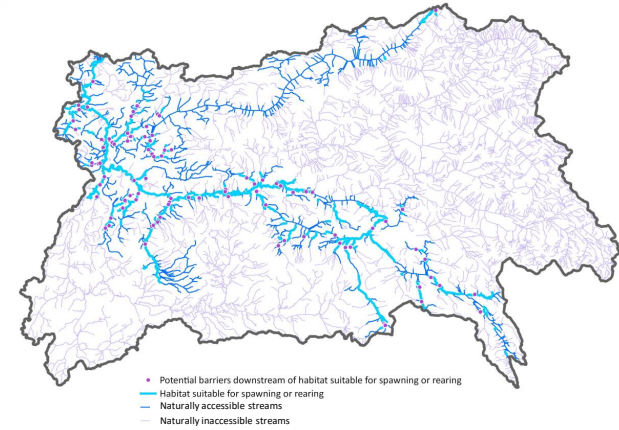 Potential barriers downstream of habitat suitable for spawning or rearing
Habitat suitable for spawning or rearing
Naturally accessible streams
Naturally inaccessible streams